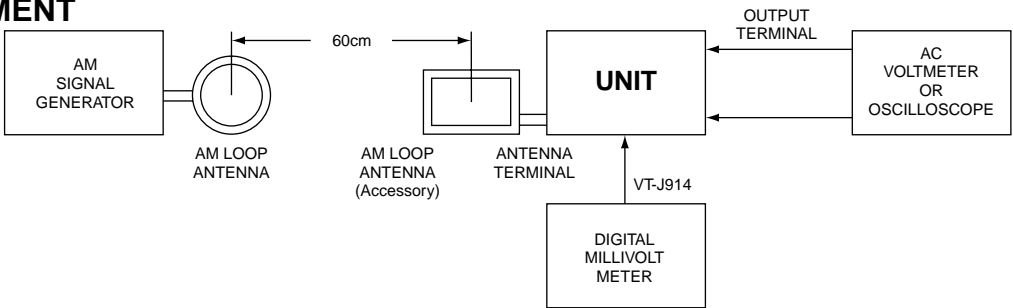 MENT
AM
SIGNAL
GENERATOR
AM LOOP
ANTENNA
60cm
AM LOOP
ANTENNA
(Accessory)
ANTENNA
TERMINAL
UNIT
OUTPUT
TERMINAL
AC
VOLTMETER
OR
OSCILLOSCOPE
VT-J914
DIGITAL
MILLIVOLT
METER